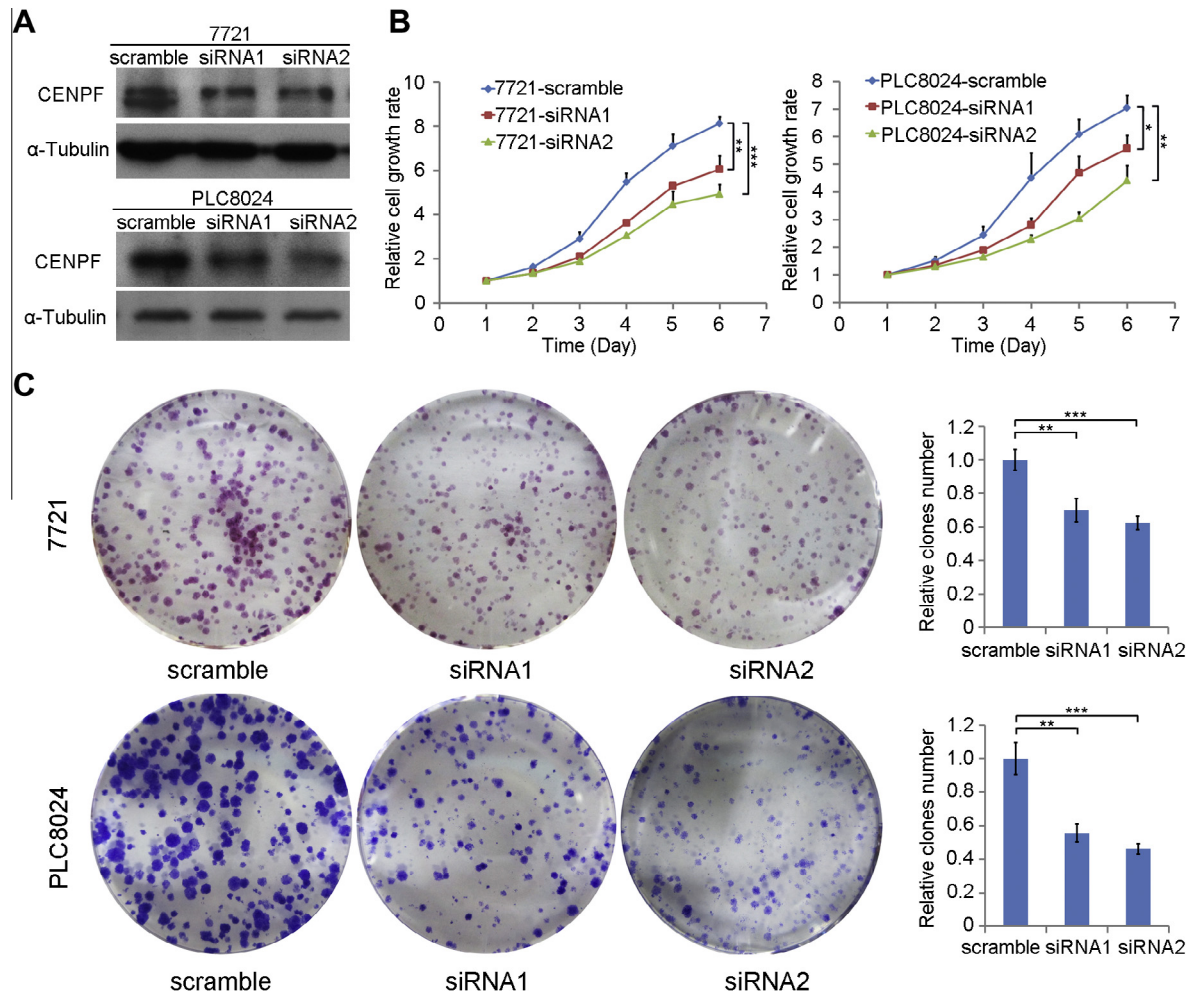 A
7721
scramble siRNA1 siRNA2
CENPF
α-Tubulin
PLC8024
scramble siRNA1 siRNA2
CENPF
α-Tubulin
B
Relative cell growth rate
10
8
6
4
2
0
7721-scramble
7721-siRNA1
7721-siRNA2
**
***
0 1 2 3 4 5 6 7
Time (Day)
Relative cell growth rate
8
7
6
5
4
3
2
1
0
PLC8024-scramble
PLC8024-siRNA1
PLC8024-siRNA2
*
**
0 1 2 3 4 5 6 7
Time (Day)
C
7721
scramble siRNA1 siRNA2
Relative clones number
1.2
1.0
0.8
0.6
0.4
0.2
0
***
**
scramble siRNA1 siRNA2
PLC8024
scramble siRNA1 siRNA2
Relative clones number
1.2
1.0
0.8
0.6
0.4
0.2
0
***
**
scramble siRNA1 siRNA2